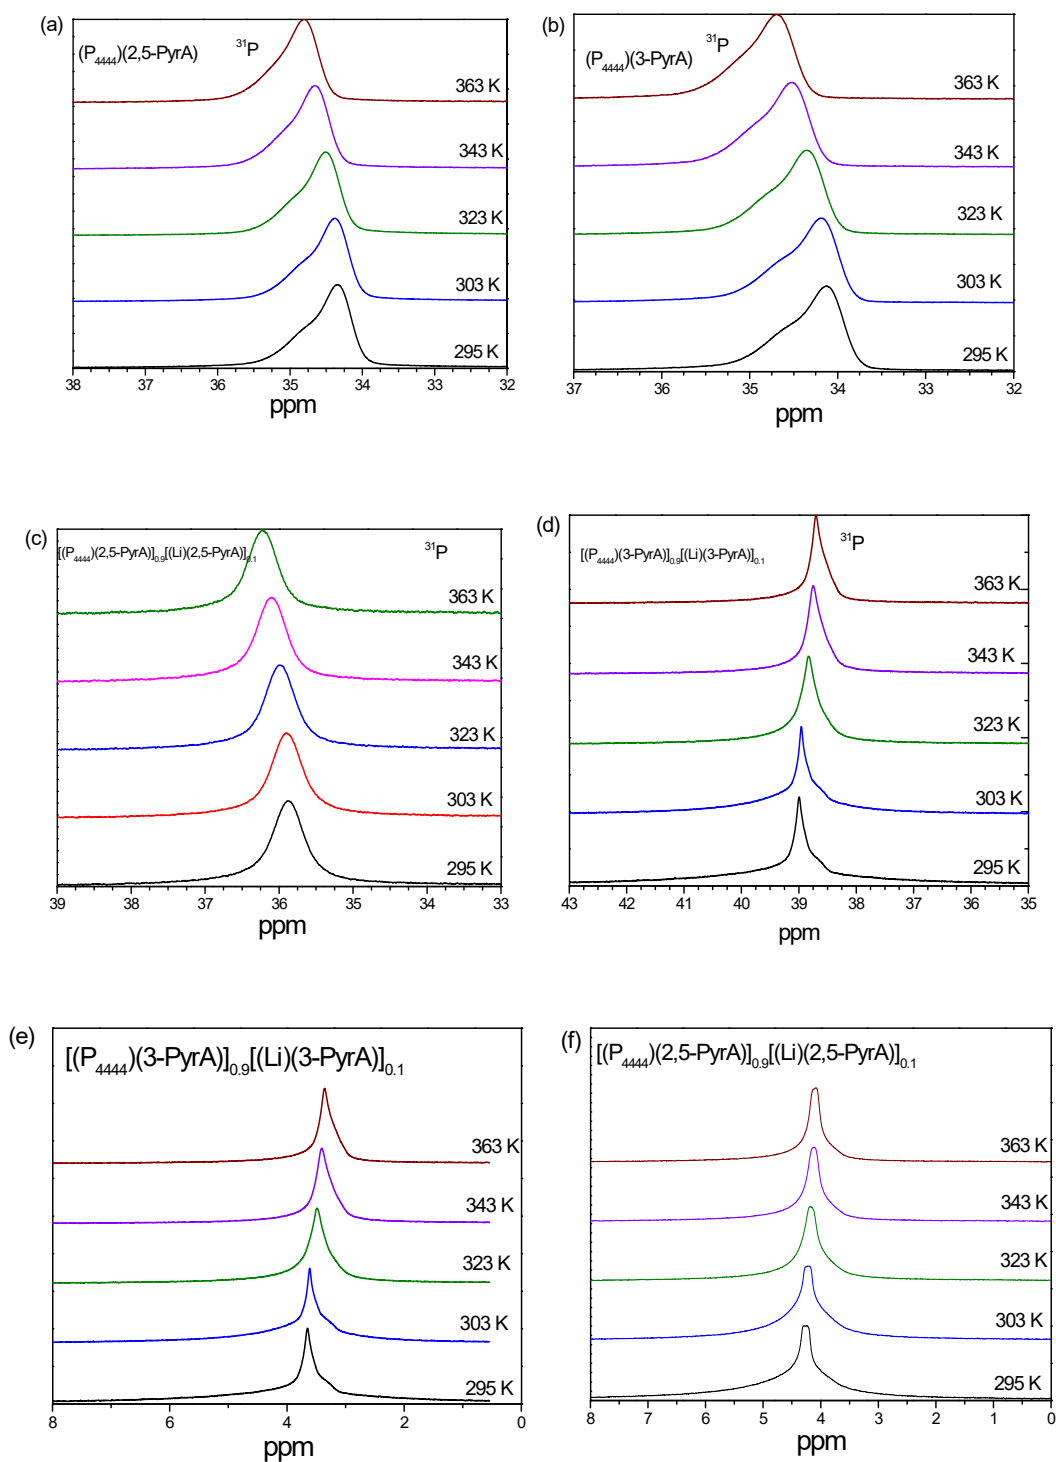 (a)
(P4444)(2,5-PyrA)
31P
363 K
343 K
323 K
303 K
295 K
38 37 36 35 34 33 32
ppm
(b)
(P4444)(3-PyrA)
31P
363 K
343 K
323 K
303 K
295 K
37 36 35 34 33 32
ppm
(c)
[(P4444)(2,5-PyrA)]0.9[(Li)(2,5-PyrA)]0.1
31P
363 K
343 K
323 K
303 K
295 K
39 38 37 36 35 34 33
ppm
(d)
[(P4444)(3-PyrA)]0.9[(Li)(3-PyrA)]0.1
31P
363 K
343 K
323 K
303 K
295 K
43 42 41 40 39 38 37 36 35
ppm
(e)
[(P4444)(3-PyrA)]0.9[(Li)(3-PyrA)]0.1
363 K
343 K
323 K
303 K
295 K
8 6 4 2 0
ppm
(f)
[(P4444)(2,5-PyrA)]0.9[(Li)(2,5-PyrA)]0.1
363 K
343 K
323 K
303 K
295 K
8 7 6 5 4 3 2 1 0
ppm